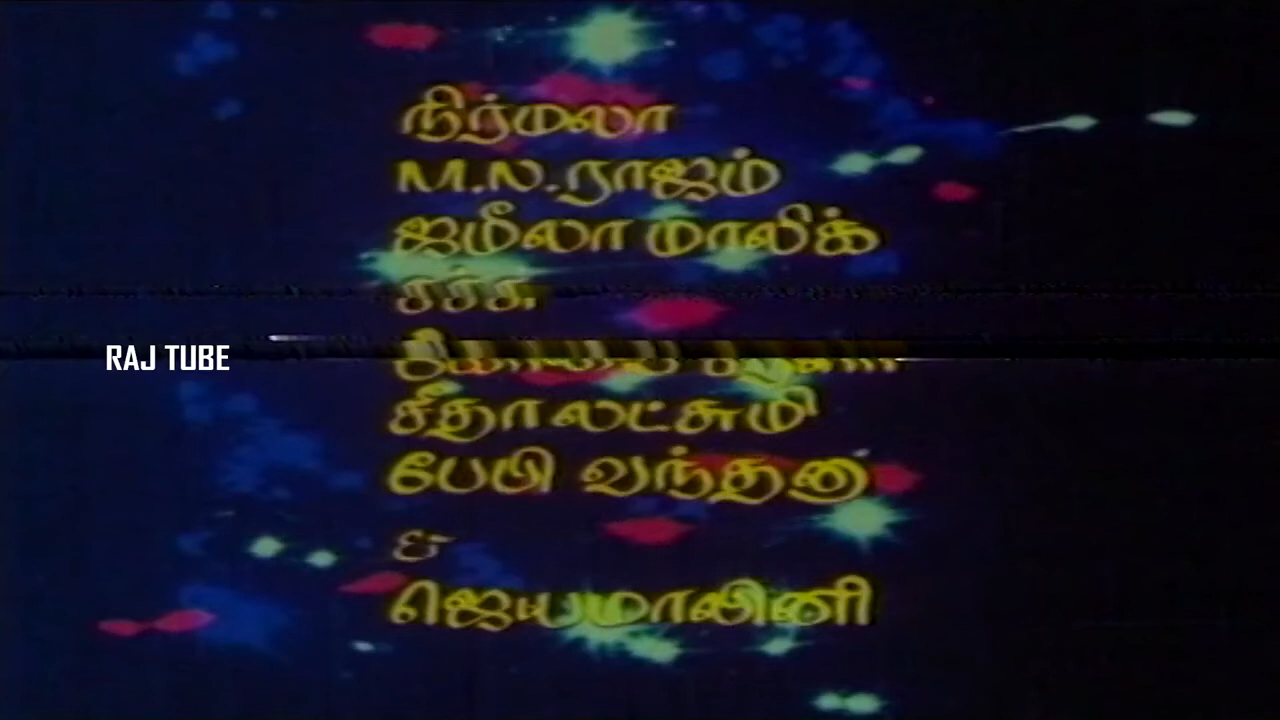 நிர்மலா
M.N.ராஜம்
ஜமீலா மாலிக்
RAJ TUBE
சீதா லட்சுமி
பேபி வந்தனா
&
ஜெயமாலினி